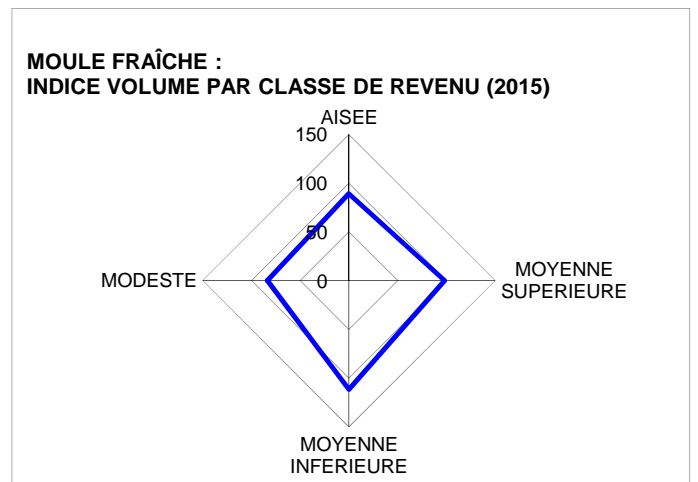 MOULE FRAÎCHE :
INDICE VOLUME PAR CLASSE DE REVENU (2015)
AISEE
150
100
50
0
MODESTE
MOYENNE
SUPERIEURE
MOYENNE
INFERIEURE